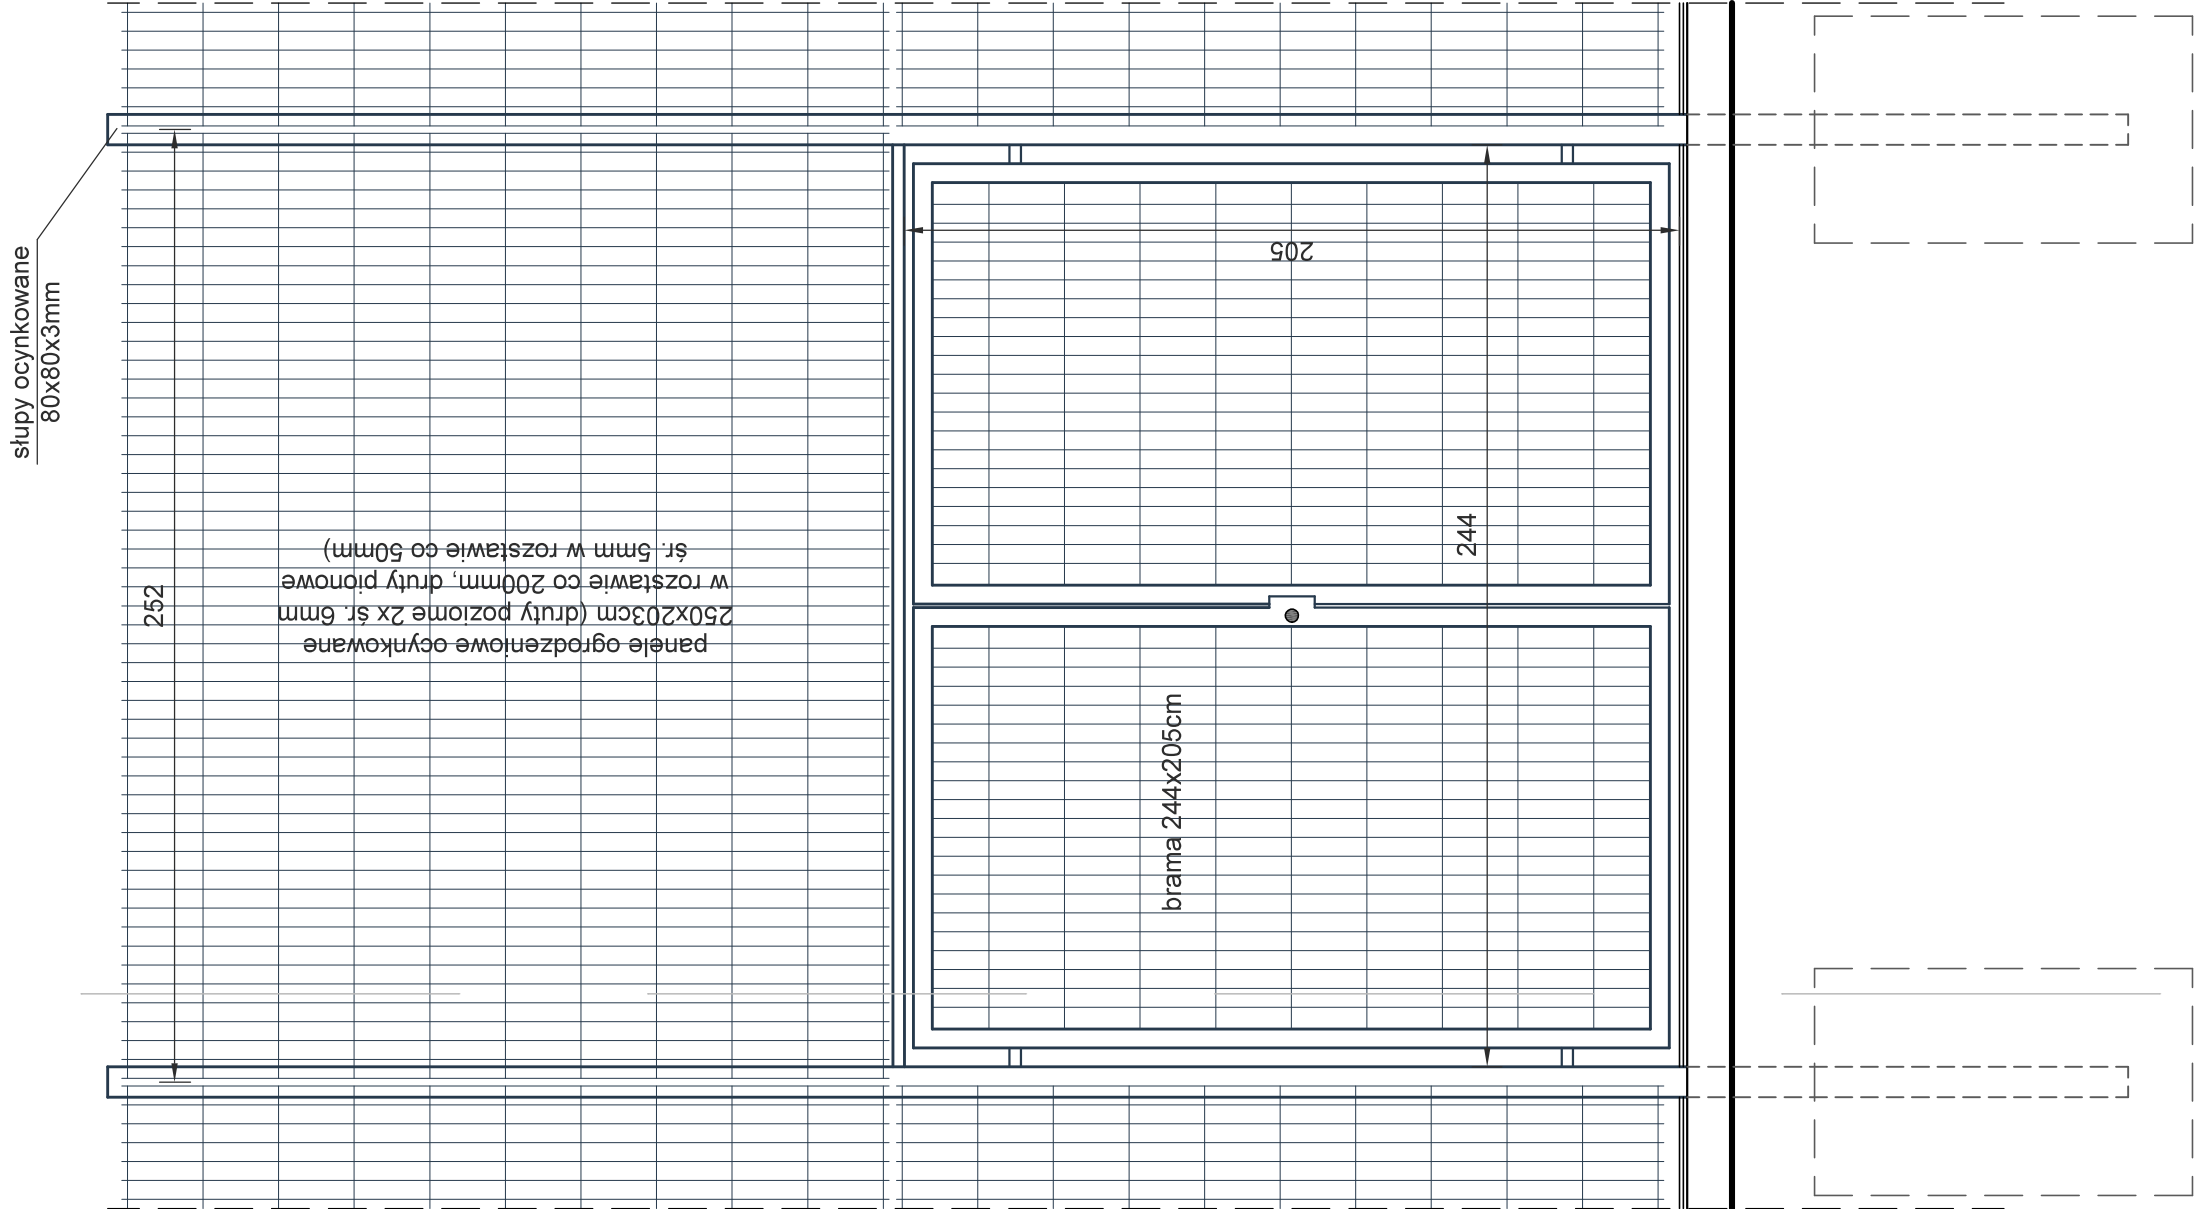 słupy ocynkowane
80x80x3mm
252
panele ogrodzeniowe ocynkowane
250x203cm (druty poziome 2x śr. 6mm
w rozstawie co 200mm, druty pionowe
śr. 5mm w rozstawie co 50mm)
205
244
brama 244x205cm